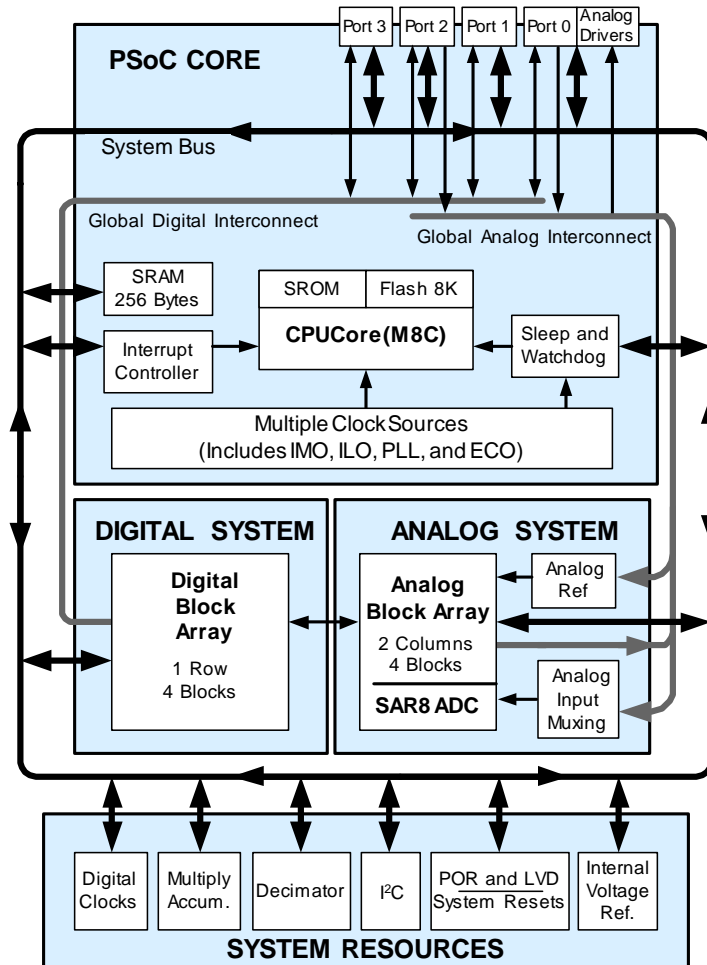 Port 3
Port 2
Port 1
Port 0
Analog
Drivers
PSoC CORE
System Bus
Global Digital Interconnect
Global Analog Interconnect
SRAM
256 Bytes
SROM
Flash 8K
CPUCore(M8C)
Interrupt
Controller
Sleep and
Watchdog
Multiple Clock Sources
(Includes IMO, ILO, PLL, and ECO)
DIGITAL SYSTEM
ANALOG SYSTEM
Digital
Block
Array
1 Row
4 Blocks
Analog
Block Array
2 Columns
4 Blocks
SAR8 ADC
Analog
Ref
Analog
Input
Muxing
Digital
Clocks
Multiply
Accum.
Decimator
I²C
POR and LVD
System Resets
Internal
Voltage
Ref.
SYSTEM RESOURCES